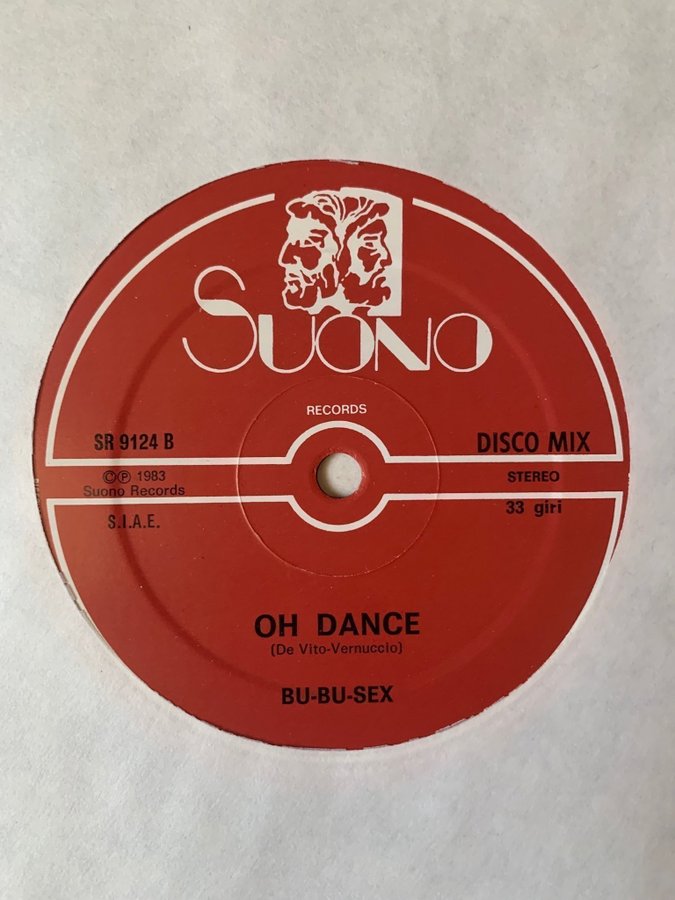 SUONO
RECORDS
SR 9124 B
DISCO MIX
©℗ 1983
Suono Records
STEREO
S.I.A.E.
33 giri
OH DANCE
(De Vito-Vernuccio)
BU-BU-SEX